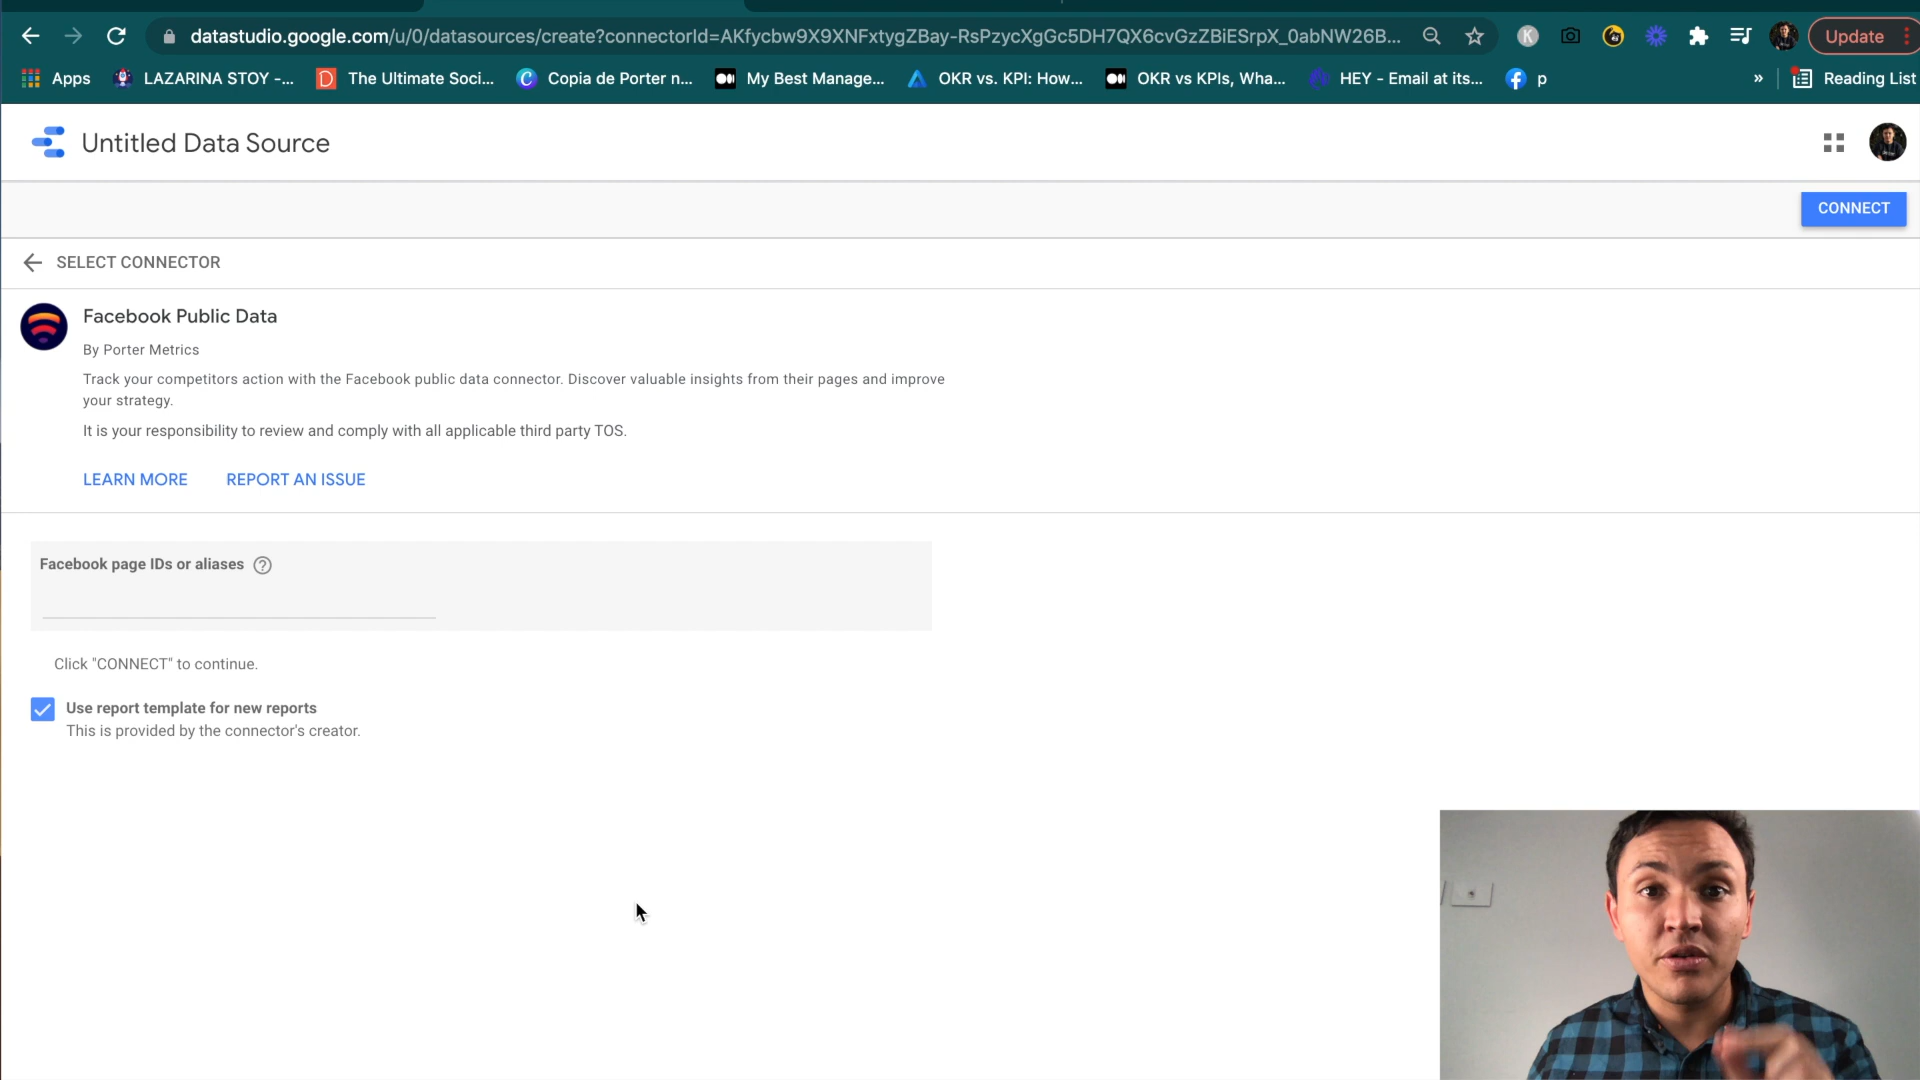 datastudio.google.com/u/0/datasources/create?connectorId=AKfycbw9X9XNFxtygZBay-RsPzycXgGc5DH7QX6cvGzZBiESrpX_0abNW26B...
K
Update
Apps
LAZARINA STOY -...
D
The Ultimate Soci...
C
Copia de Porter n...
My Best Manage...
OKR vs. KPI: How...
OKR vs KPIs, Wha...
HEY - Email at its...
p
»
Reading List
Untitled Data Source
CONNECT
SELECT CONNECTOR
Facebook Public Data
By Porter Metrics
Track your competitors action with the Facebook public data connector. Discover valuable insights from their pages and improve
your strategy.
It is your responsibility to review and comply with all applicable third party TOS.
LEARN MORE REPORT AN ISSUE
Facebook page IDs or aliases ?
Click "CONNECT" to continue.
Use report template for new reports
This is provided by the connector's creator.